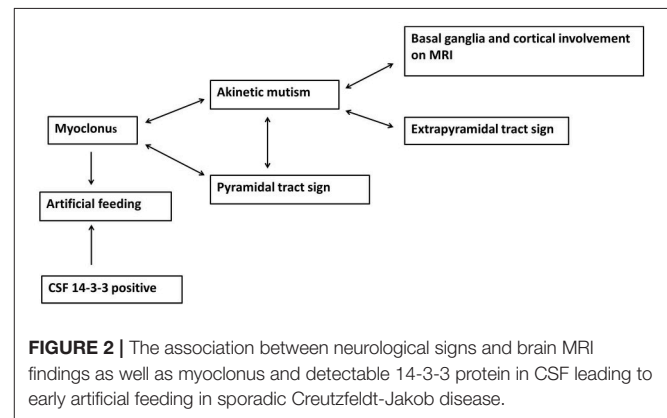 Basal ganglia and cortical involvement
on MRI
Akinetic mutism
Myoclonus
Extrapyramidal tract sign
Pyramidal tract sign
Artificial feeding
CSF 14-3-3 positive
FIGURE 2 | The association between neurological signs and brain MRI
findings as well as myoclonus and detectable 14-3-3 protein in CSF leading to
early artificial feeding in sporadic Creutzfeldt-Jakob disease.